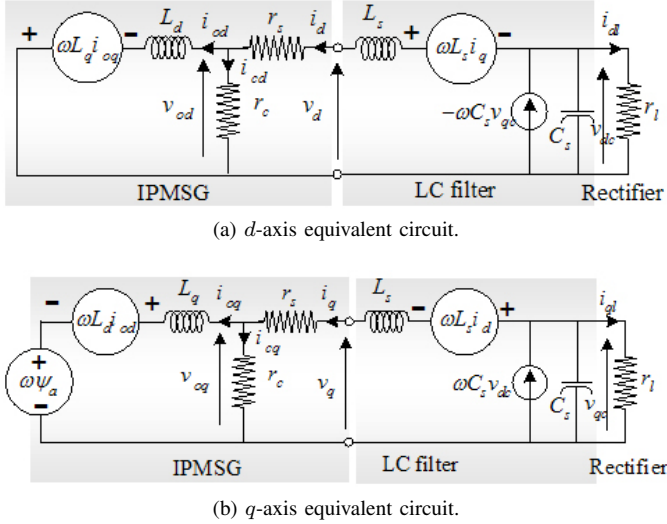 L_d i_od r_s i_d L_s i_dl
+ ωL_q i_oq - + ωL_s i_q -
i_cd
v_od r_c v_d -ωC_s v_qc C_s v_dc r_l
IPMSG LC filter Rectifier
(a) d-axis equivalent circuit.
L_q i_oq r_s i_q L_s i_ql
- ωL_d i_od + - ωL_s i_d +
i_cq
+ ωψ_a - v_oq r_c v_q ωC_s v_dc C_s v_qc r_l
IPMSG LC filter Rectifier
(b) q-axis equivalent circuit.